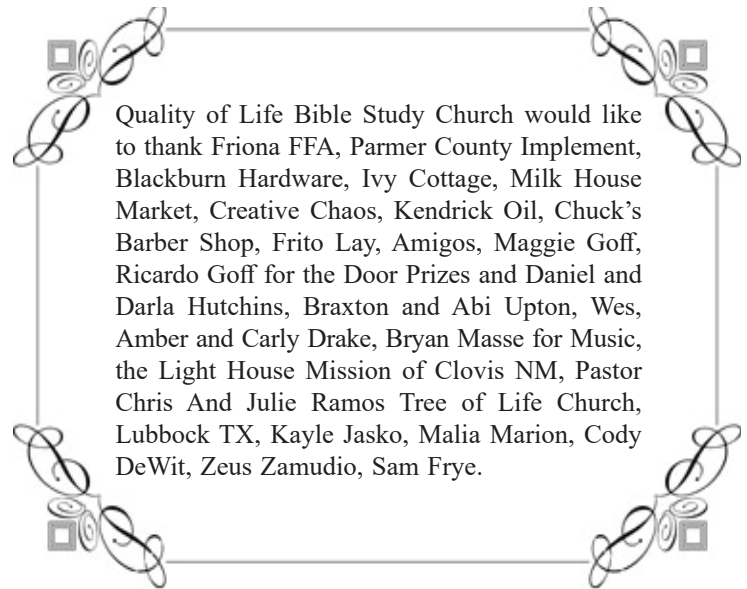 Quality of Life Bible Study Church would like
to thank Friona FFA, Parmer County Implement,
Blackburn Hardware, Ivy Cottage, Milk House
Market, Creative Chaos, Kendrick Oil, Chuck’s
Barber Shop, Frito Lay, Amigos, Maggie Goff,
Ricardo Goff for the Door Prizes and Daniel and
Darla Hutchins, Braxton and Abi Upton, Wes,
Amber and Carly Drake, Bryan Masse for Music,
the Light House Mission of Clovis NM, Pastor
Chris And Julie Ramos Tree of Life Church,
Lubbock TX, Kayle Jasko, Malia Marion, Cody
DeWit, Zeus Zamudio, Sam Frye.